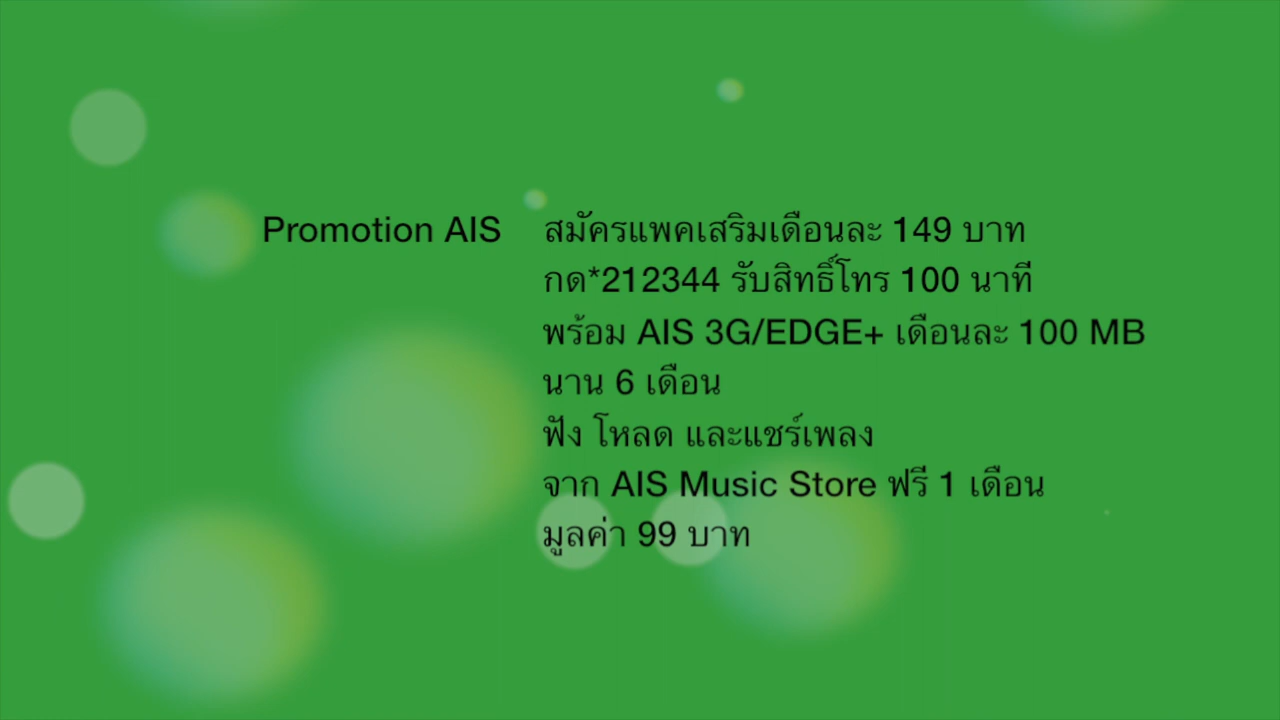 Promotion AIS สมัครแพคเสริมเดือนละ 149 บาท
กด*212344 รับสิทธิ์โทร 100 นาที
พร้อม AIS 3G/EDGE+ เดือนละ 100 MB
นาน 6 เดือน
ฟัง โหลด และแชร์เพลง
จาก AIS Music Store ฟรี 1 เดือน
มูลค่า 99 บาท